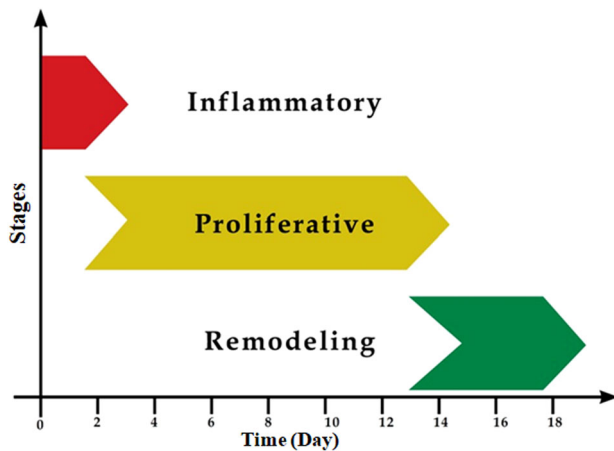 Inflammatory
Proliferative
Remodeling
Stages
0 2 4 6 8 10 12 14 16 18
Time (Day)